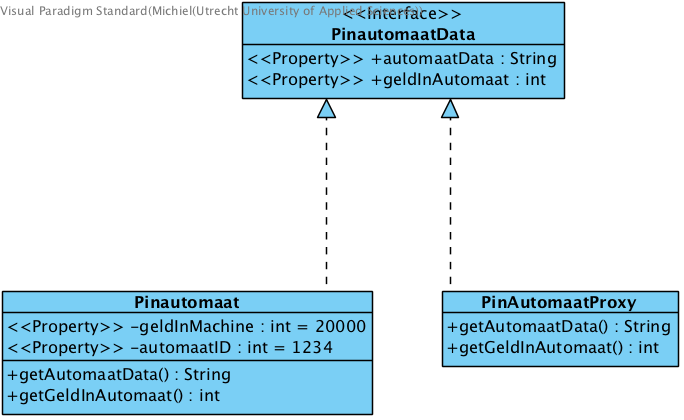 Visual Paradigm Standard(Michiel(Utrecht University of Applied Sciences))
<<Interface>>
PinautomaatData
<<Property>> +automaatData : String
<<Property>> +geldInAutomaat : int
Pinautomaat
<<Property>> -geldInMachine : int = 20000
<<Property>> -automaatID : int = 1234
+getAutomaatData() : String
+getGeldInAutomaat() : int
PinAutomaatProxy
+getAutomaatData() : String
+getGeldInAutomaat() : int